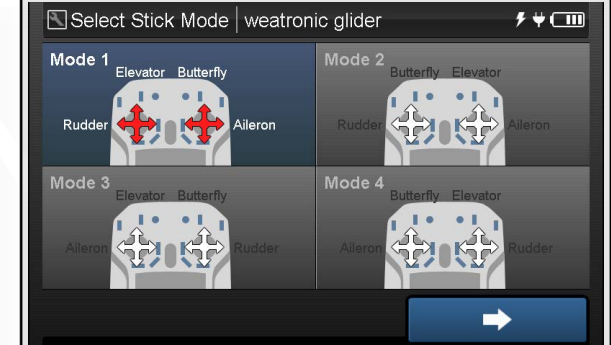 Select Stick Mode | weatronic glider
Mode 1
Elevator Butterfly
Rudder Aileron
Mode 2
Butterfly Elevator
Rudder Aileron
Mode 3
Elevator Butterfly
Aileron Rudder
Mode 4
Butterfly Elevator
Aileron Rudder